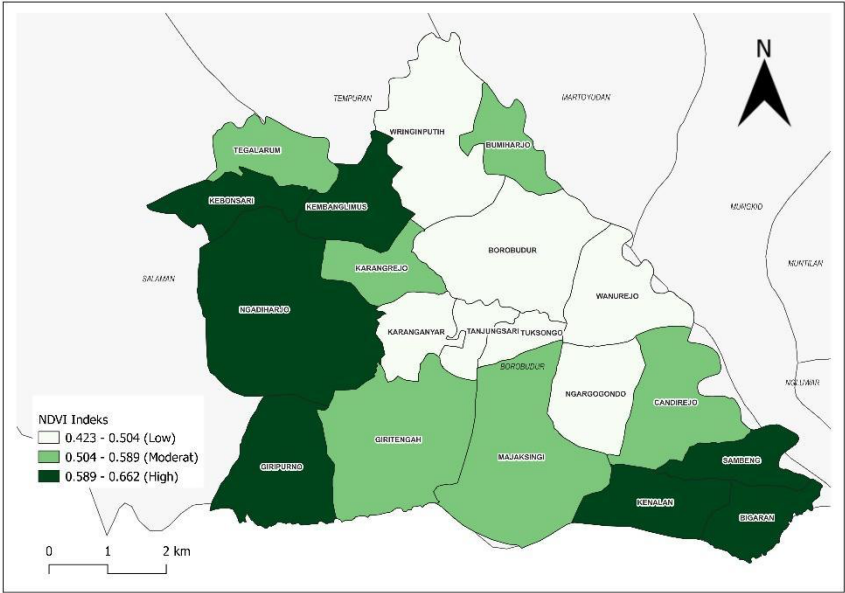 N
TEMPURAN
MARTOYUDAN
WRINGINPUTIH
BUMIHARJO
TEGALARUM
KEBONSARI
KEMBANGLIMUS
MUNGKID
BOROBUDUR
MUNTILAN
KARANGREJO
SALAMAN
WANUREJO
NGADIHARJO
KARANGANYAR
TANJUNGSARI
TUKSONGO
BOROBUDUR
NGLUWAR
NGARGOGONDO
CANDIREJO
NDVI Indeks
0.423 - 0.504 (Low)
0.504 - 0.589 (Moderat)
0.589 - 0.662 (High)
GIRITENGAH
MAJAKSINGI
SAMBENG
GIRIPURNO
KENALAN
BIGARAN
0 1 2 km